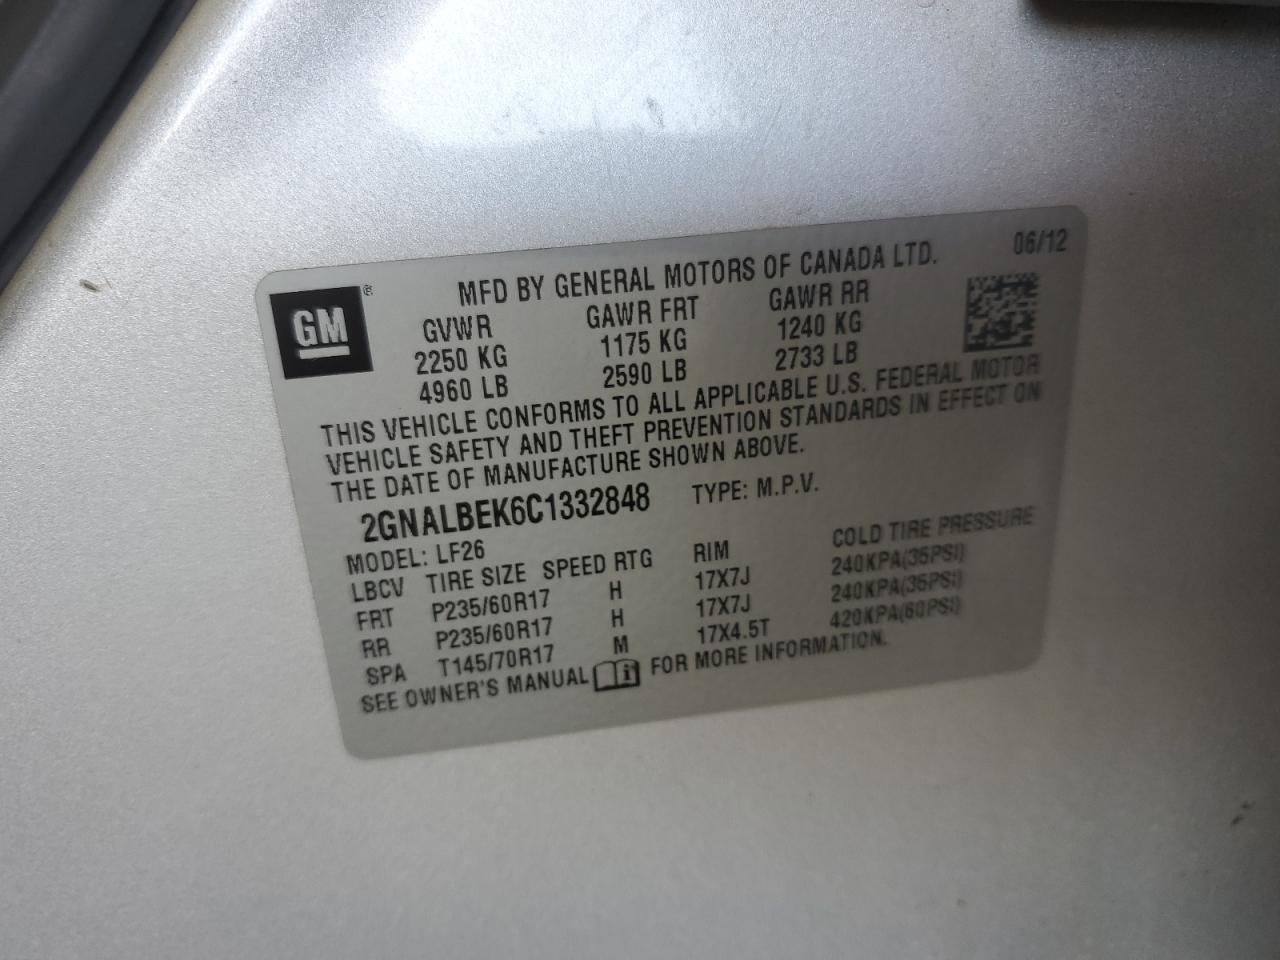 MFD BY GENERAL MOTORS OF CANADA LTD. 06/12
GM ®
GVWR GAWR FRT GAWR RR
2250 KG 1175 KG 1240 KG
4960 LB 2590 LB 2733 LB
THIS VEHICLE CONFORMS TO ALL APPLICABLE U.S. FEDERAL MOTOR
VEHICLE SAFETY AND THEFT PREVENTION STANDARDS IN EFFECT ON
THE DATE OF MANUFACTURE SHOWN ABOVE.
2GNALBEK6C1332848 TYPE: M.P.V.
MODEL: LF26
LBCV TIRE SIZE SPEED RTG RIM COLD TIRE PRESSURE
FRT P235/60R17 H 17X7J 240KPA(35PSI)
RR P235/60R17 H 17X7J 240KPA(35PSI)
SPA T145/70R17 M 17X4.5T 420KPA(60PSI)
SEE OWNER'S MANUAL FOR MORE INFORMATION.